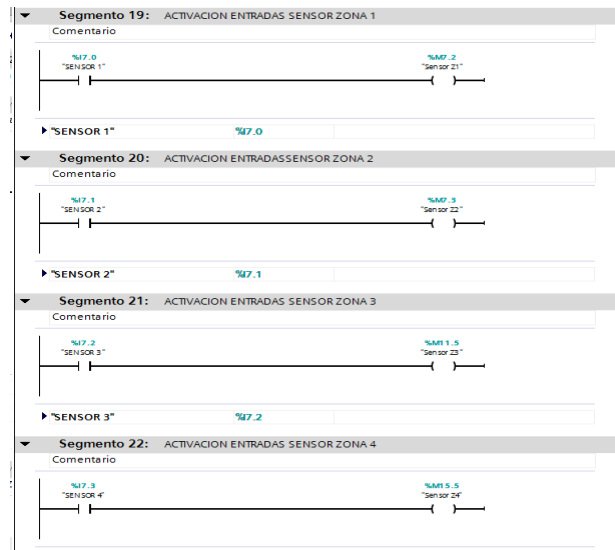 Segmento 19: ACTIVACION ENTRADAS SENSOR ZONA 1
Comentario
%I7.0 %M7.2
"SENSOR 1" "Sensor Z1"
"SENSOR 1" %I7.0
Segmento 20: ACTIVACION ENTRADASSENSOR ZONA 2
Comentario
%I7.1 %M7.3
"SENSOR 2" "Sensor Z2"
"SENSOR 2" %I7.1
Segmento 21: ACTIVACION ENTRADAS SENSOR ZONA 3
Comentario
%I7.2 %M11.5
"SENSOR 3" "Sensor Z3"
"SENSOR 3" %I7.2
Segmento 22: ACTIVACION ENTRADAS SENSOR ZONA 4
Comentario
%I7.3 %M15.5
"SENSOR 4" "Sensor Z4"